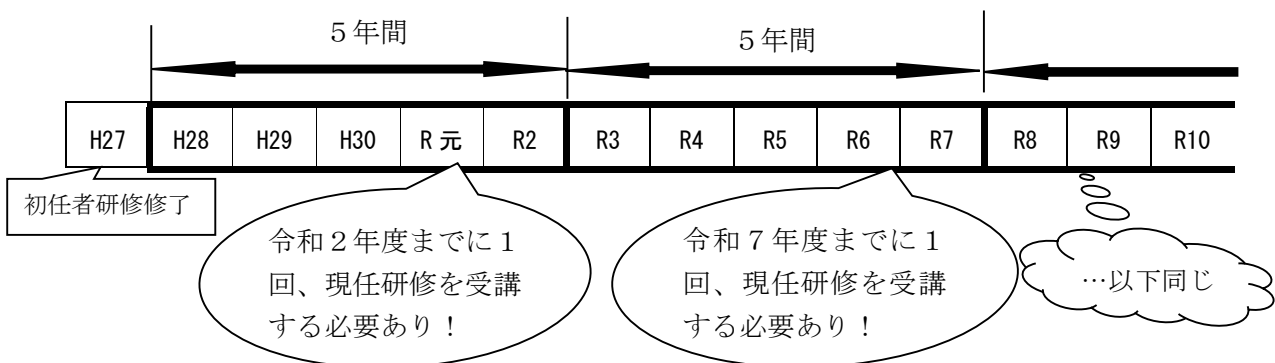 ５年間
５年間
H27 H28 H29 H30 R 元 R2 R3 R4 R5 R6 R7 R8 R9 R10
初任者研修修了
令和２年度までに１
回、現任研修を受講
する必要あり！
令和７年度までに１
回、現任研修を受講
する必要あり！
…以下同じ